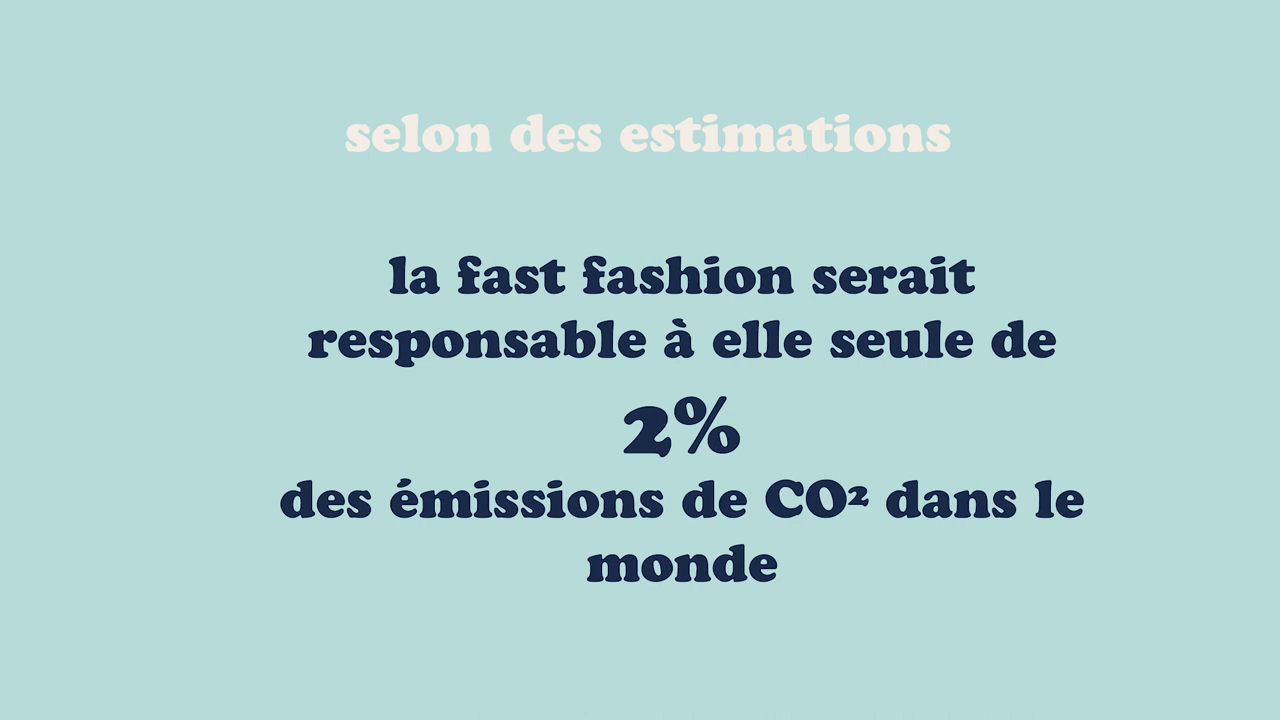 selon des estimations
la fast fashion serait
responsable à elle seule de
2%
des émissions de CO² dans le
monde